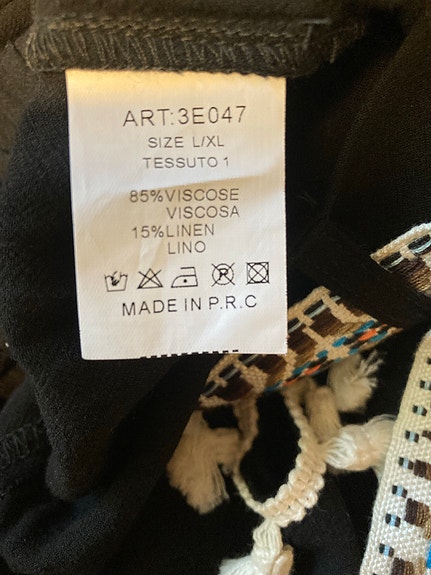 ART:3E047
SIZE L/XL
TESSUTO 1
85%VISCOSE
VISCOSA
15%LINEN
LINO
MADE IN P.R.C